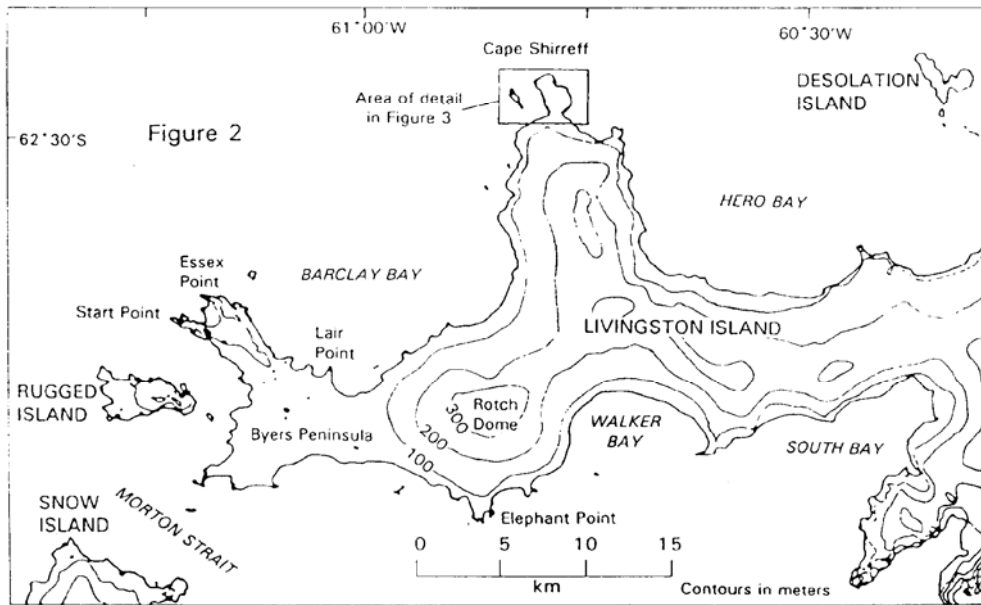 61°00'W
60°30'W
Cape Shirreff
DESOLATION
ISLAND
Area of detail
in Figure 3
62°30'S
Figure 2
HERO BAY
Essex
Point
BARCLAY BAY
Start Point
Lair
Point
LIVINGSTON ISLAND
RUGGED
ISLAND
Rotch
Dome
300
200
100
Byers Peninsula
WALKER
BAY
SOUTH BAY
SNOW
ISLAND
MORTON STRAIT
Elephant Point
0 5 10 15
km
Contours in meters